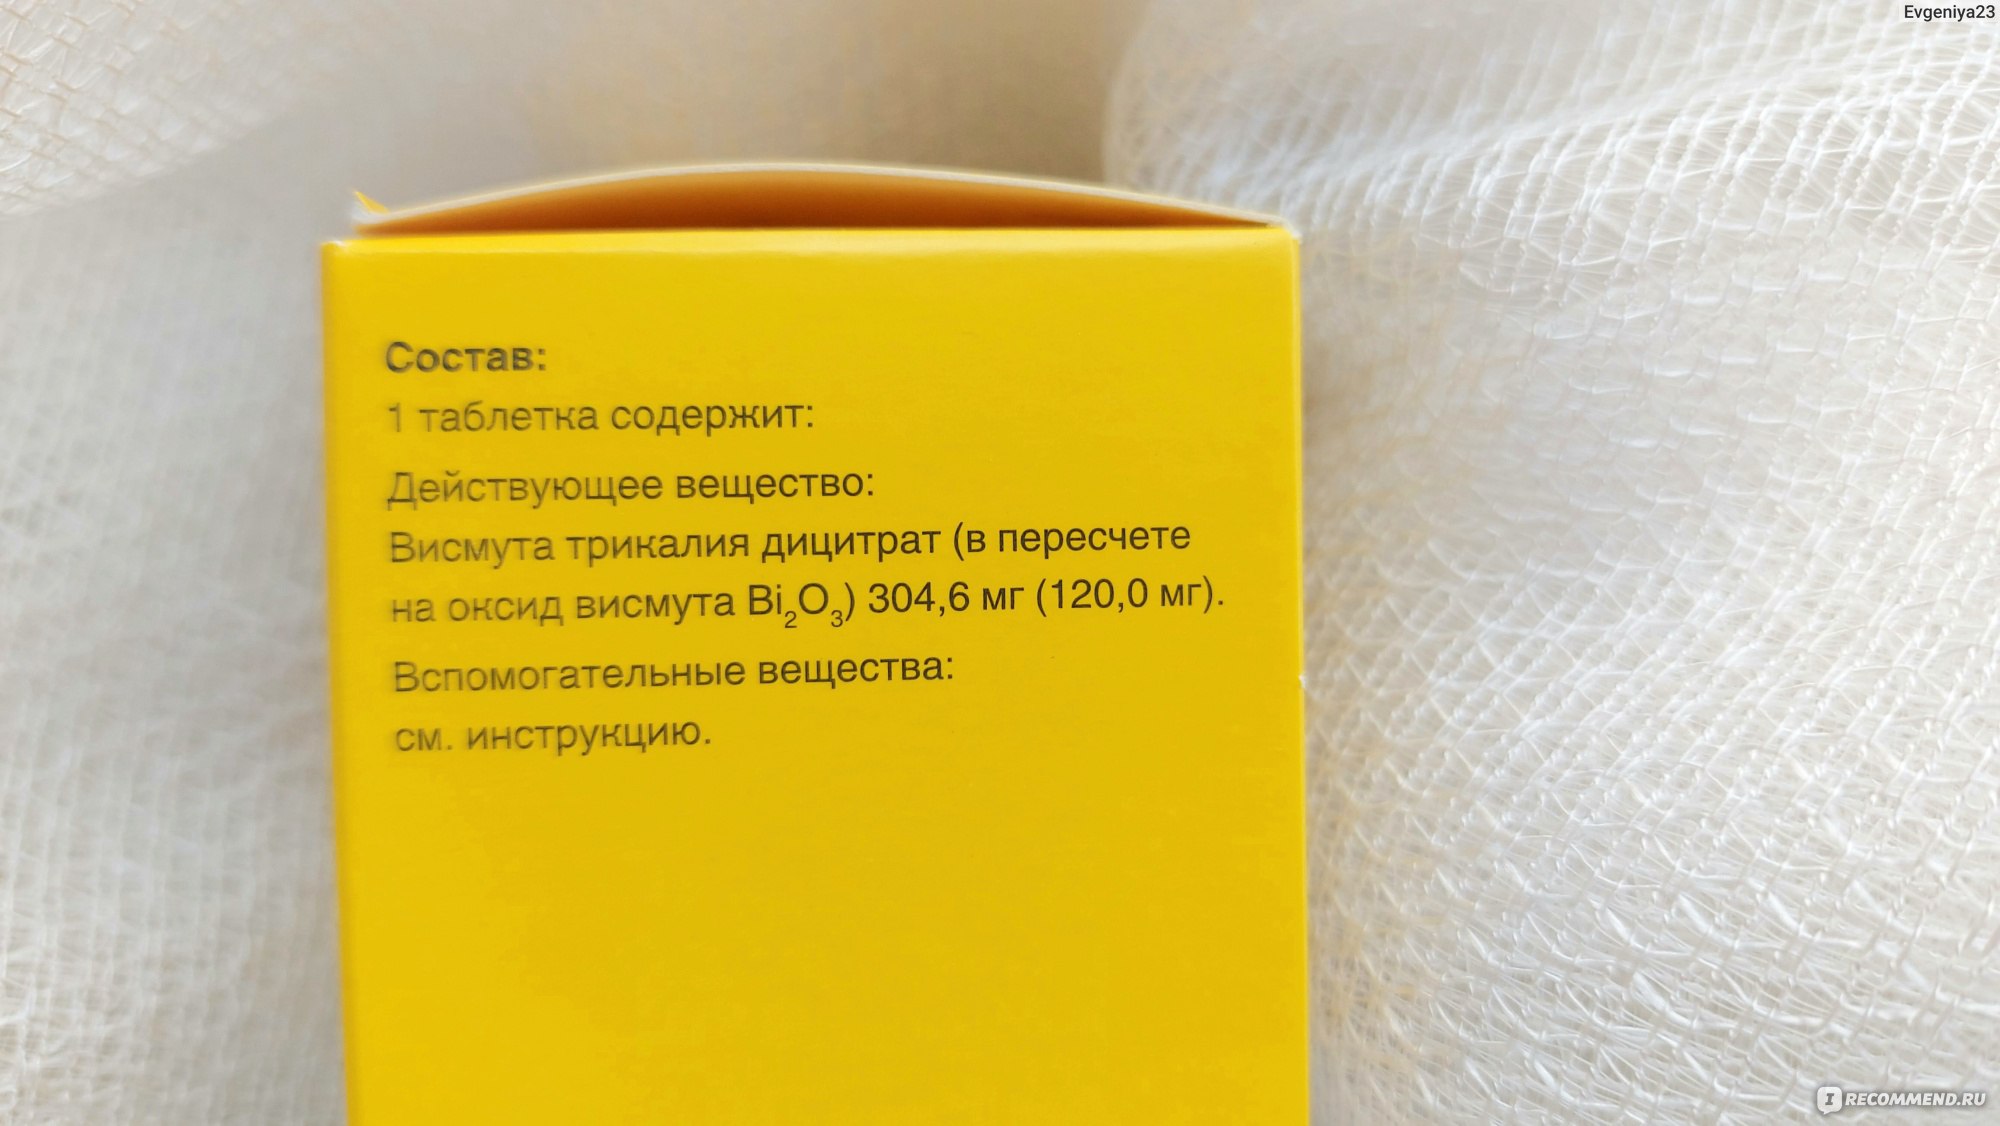 Evgeniya23
Состав:
1 таблетка содержит:
Действующее вещество:
Висмута трикалия дицитрат (в пересчете
на оксид висмута Bi₂O₃) 304,6 мг (120,0 мг).
Вспомогательные вещества:
см. инструкцию.
I RECOMMEND.RU